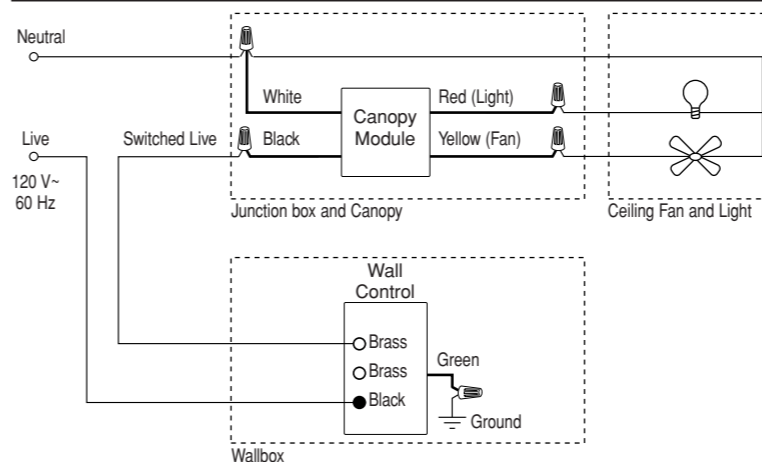 Neutral
White
Red (Light)
Canopy
Module
Live
Switched Live
Black
Yellow (Fan)
120 V~
60 Hz
Junction box and Canopy
Ceiling Fan and Light
Wall
Control
Brass
Brass
Green
Black
Ground
Wallbox